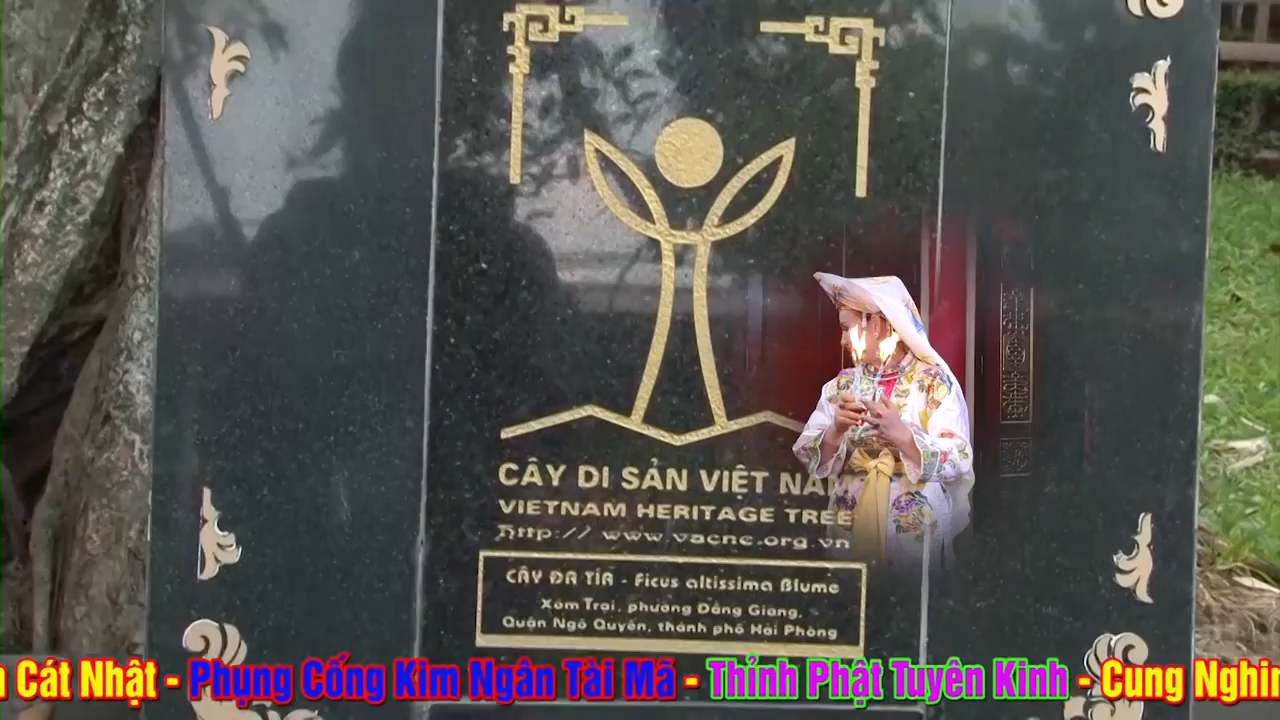 CÂY DI SẢN VIỆT NAM
VIETNAM HERITAGE TREE
http://www.vacne.org.vn
CÂY ĐA TÍA - Ficus altissima Blume
Xóm Trại, phường Đằng Giang,
Quận Ngô Quyền, thành phố Hải Phòng
Cát Nhật - Phụng Cống Kim Ngân Tài Mã - Thỉnh Phật Tuyên Kinh - Cung Nghin